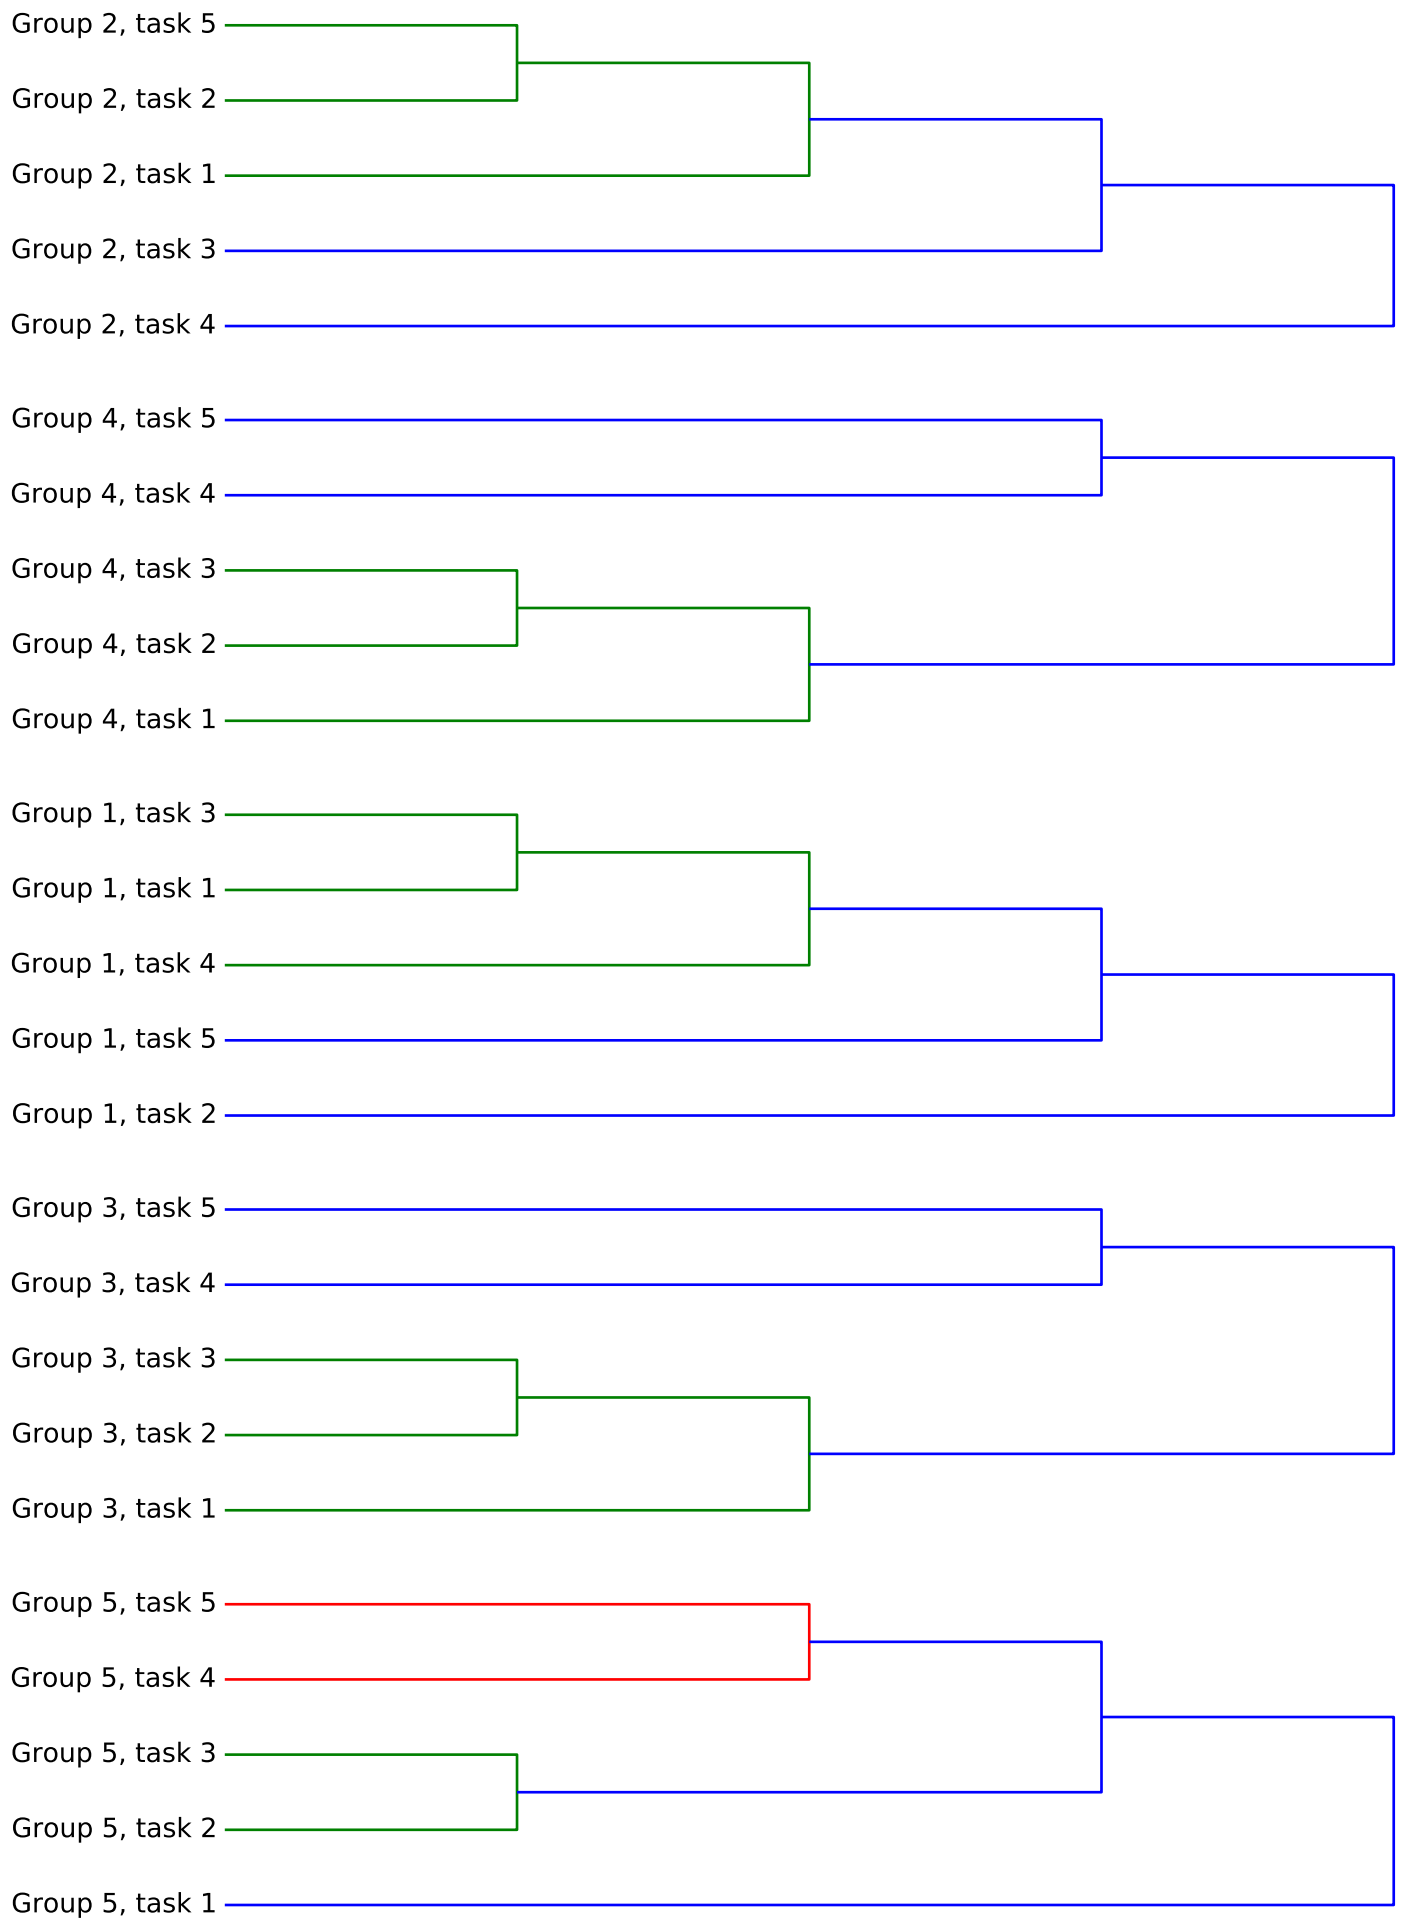 Group 2, task 5
Group 2, task 2
Group 2, task 1
Group 2, task 3
Group 2, task 4
Group 4, task 5
Group 4, task 4
Group 4, task 3
Group 4, task 2
Group 4, task 1
Group 1, task 3
Group 1, task 1
Group 1, task 4
Group 1, task 5
Group 1, task 2
Group 3, task 5
Group 3, task 4
Group 3, task 3
Group 3, task 2
Group 3, task 1
Group 5, task 5
Group 5, task 4
Group 5, task 3
Group 5, task 2
Group 5, task 1